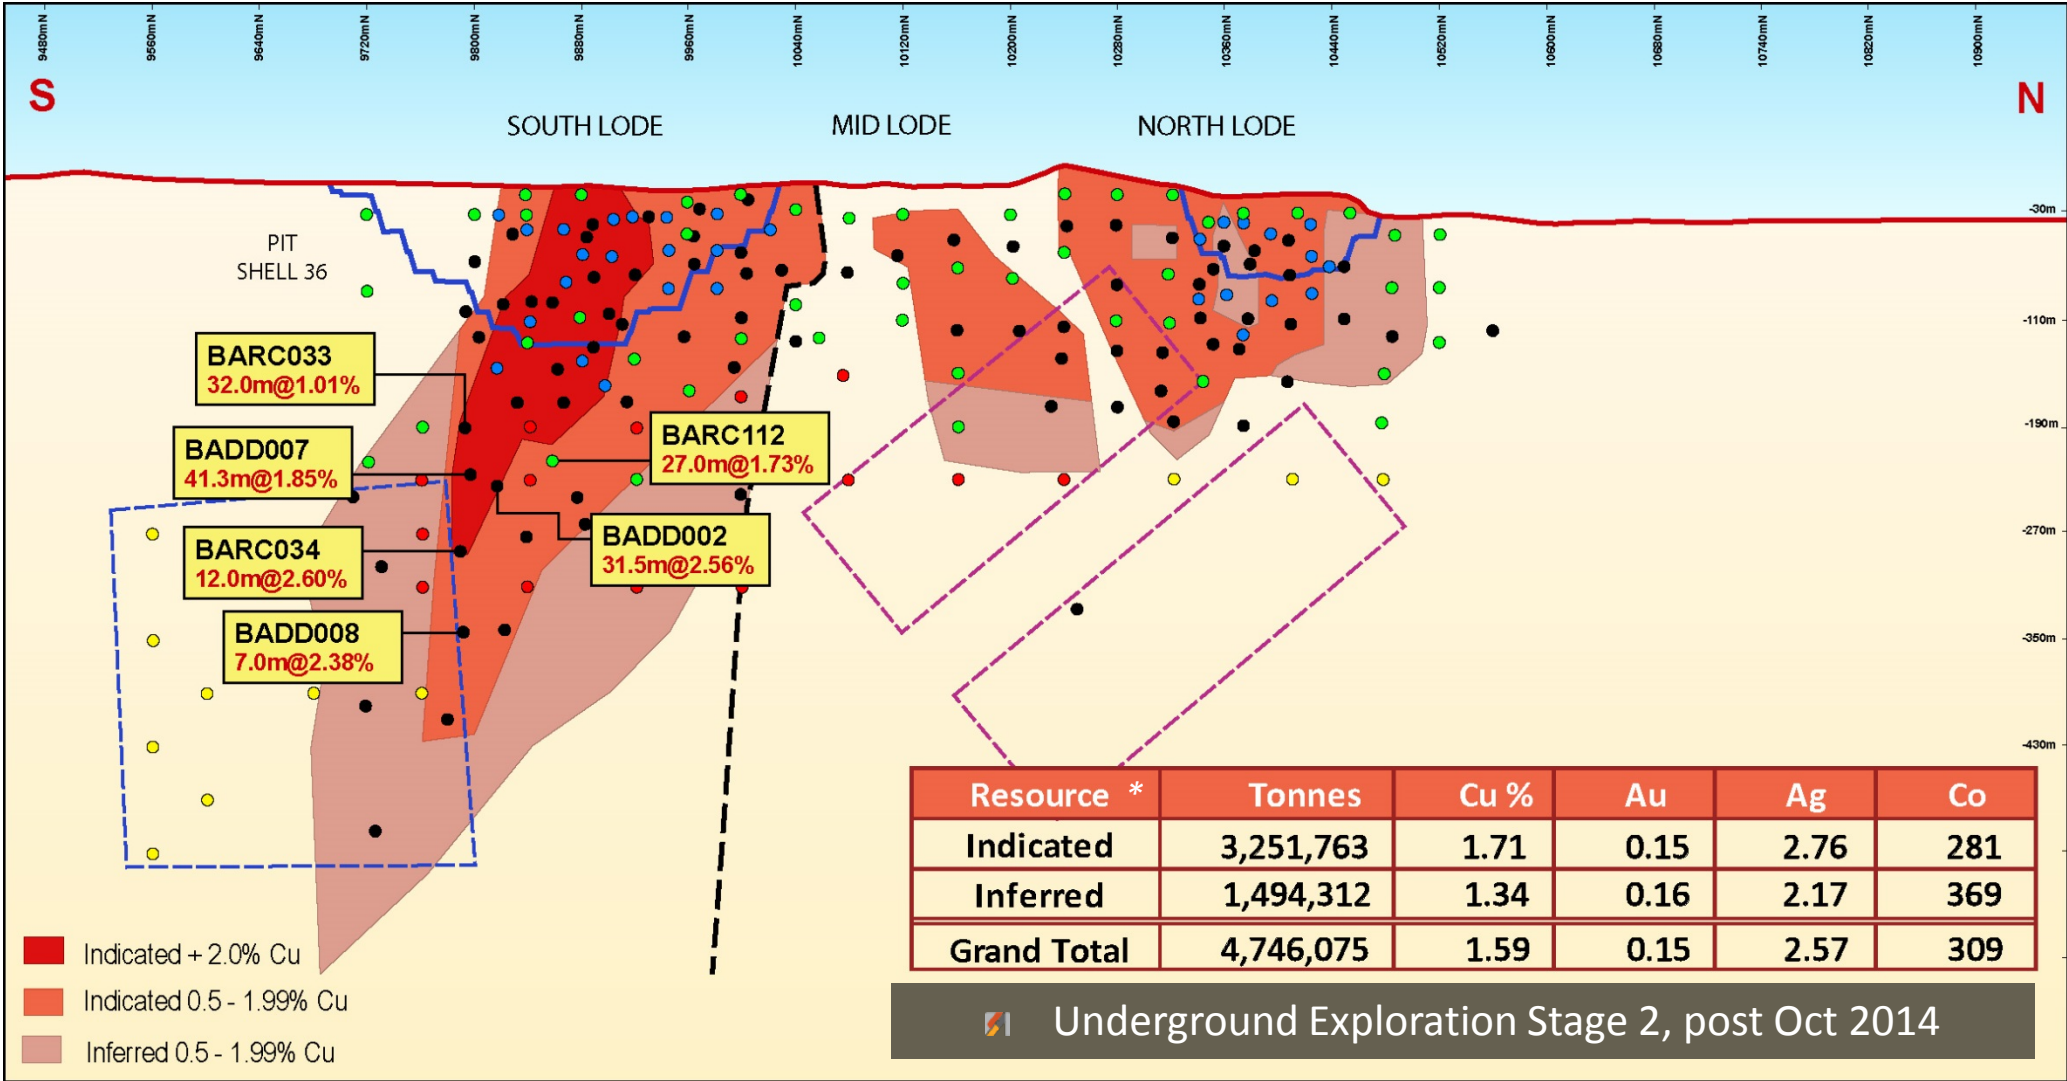 9480mN
9560mN
9640mN
9720mN
9800mN
9880mN
9960mN
10040mN
10120mN
10200mN
10280mN
10360mN
10440mN
10520mN
10600mN
10680mN
10740mN
10820mN
10900mN
S
N
SOUTH LODE
MID LODE
NORTH LODE
PIT
SHELL 36
-30m
-110m
-190m
-270m
-350m
-430m
BARC033
32.0m@1.01%
BADD007
41.3m@1.85%
BARC112
27.0m@1.73%
BARC034
12.0m@2.60%
BADD002
31.5m@2.56%
BADD008
7.0m@2.38%
Resource * Tonnes Cu % Au Ag Co
Indicated 3,251,763 1.71 0.15 2.76 281
Inferred 1,494,312 1.34 0.16 2.17 369
Grand Total 4,746,075 1.59 0.15 2.57 309
Indicated + 2.0% Cu
Indicated 0.5 - 1.99% Cu
Inferred 0.5 - 1.99% Cu
Underground Exploration Stage 2, post Oct 2014